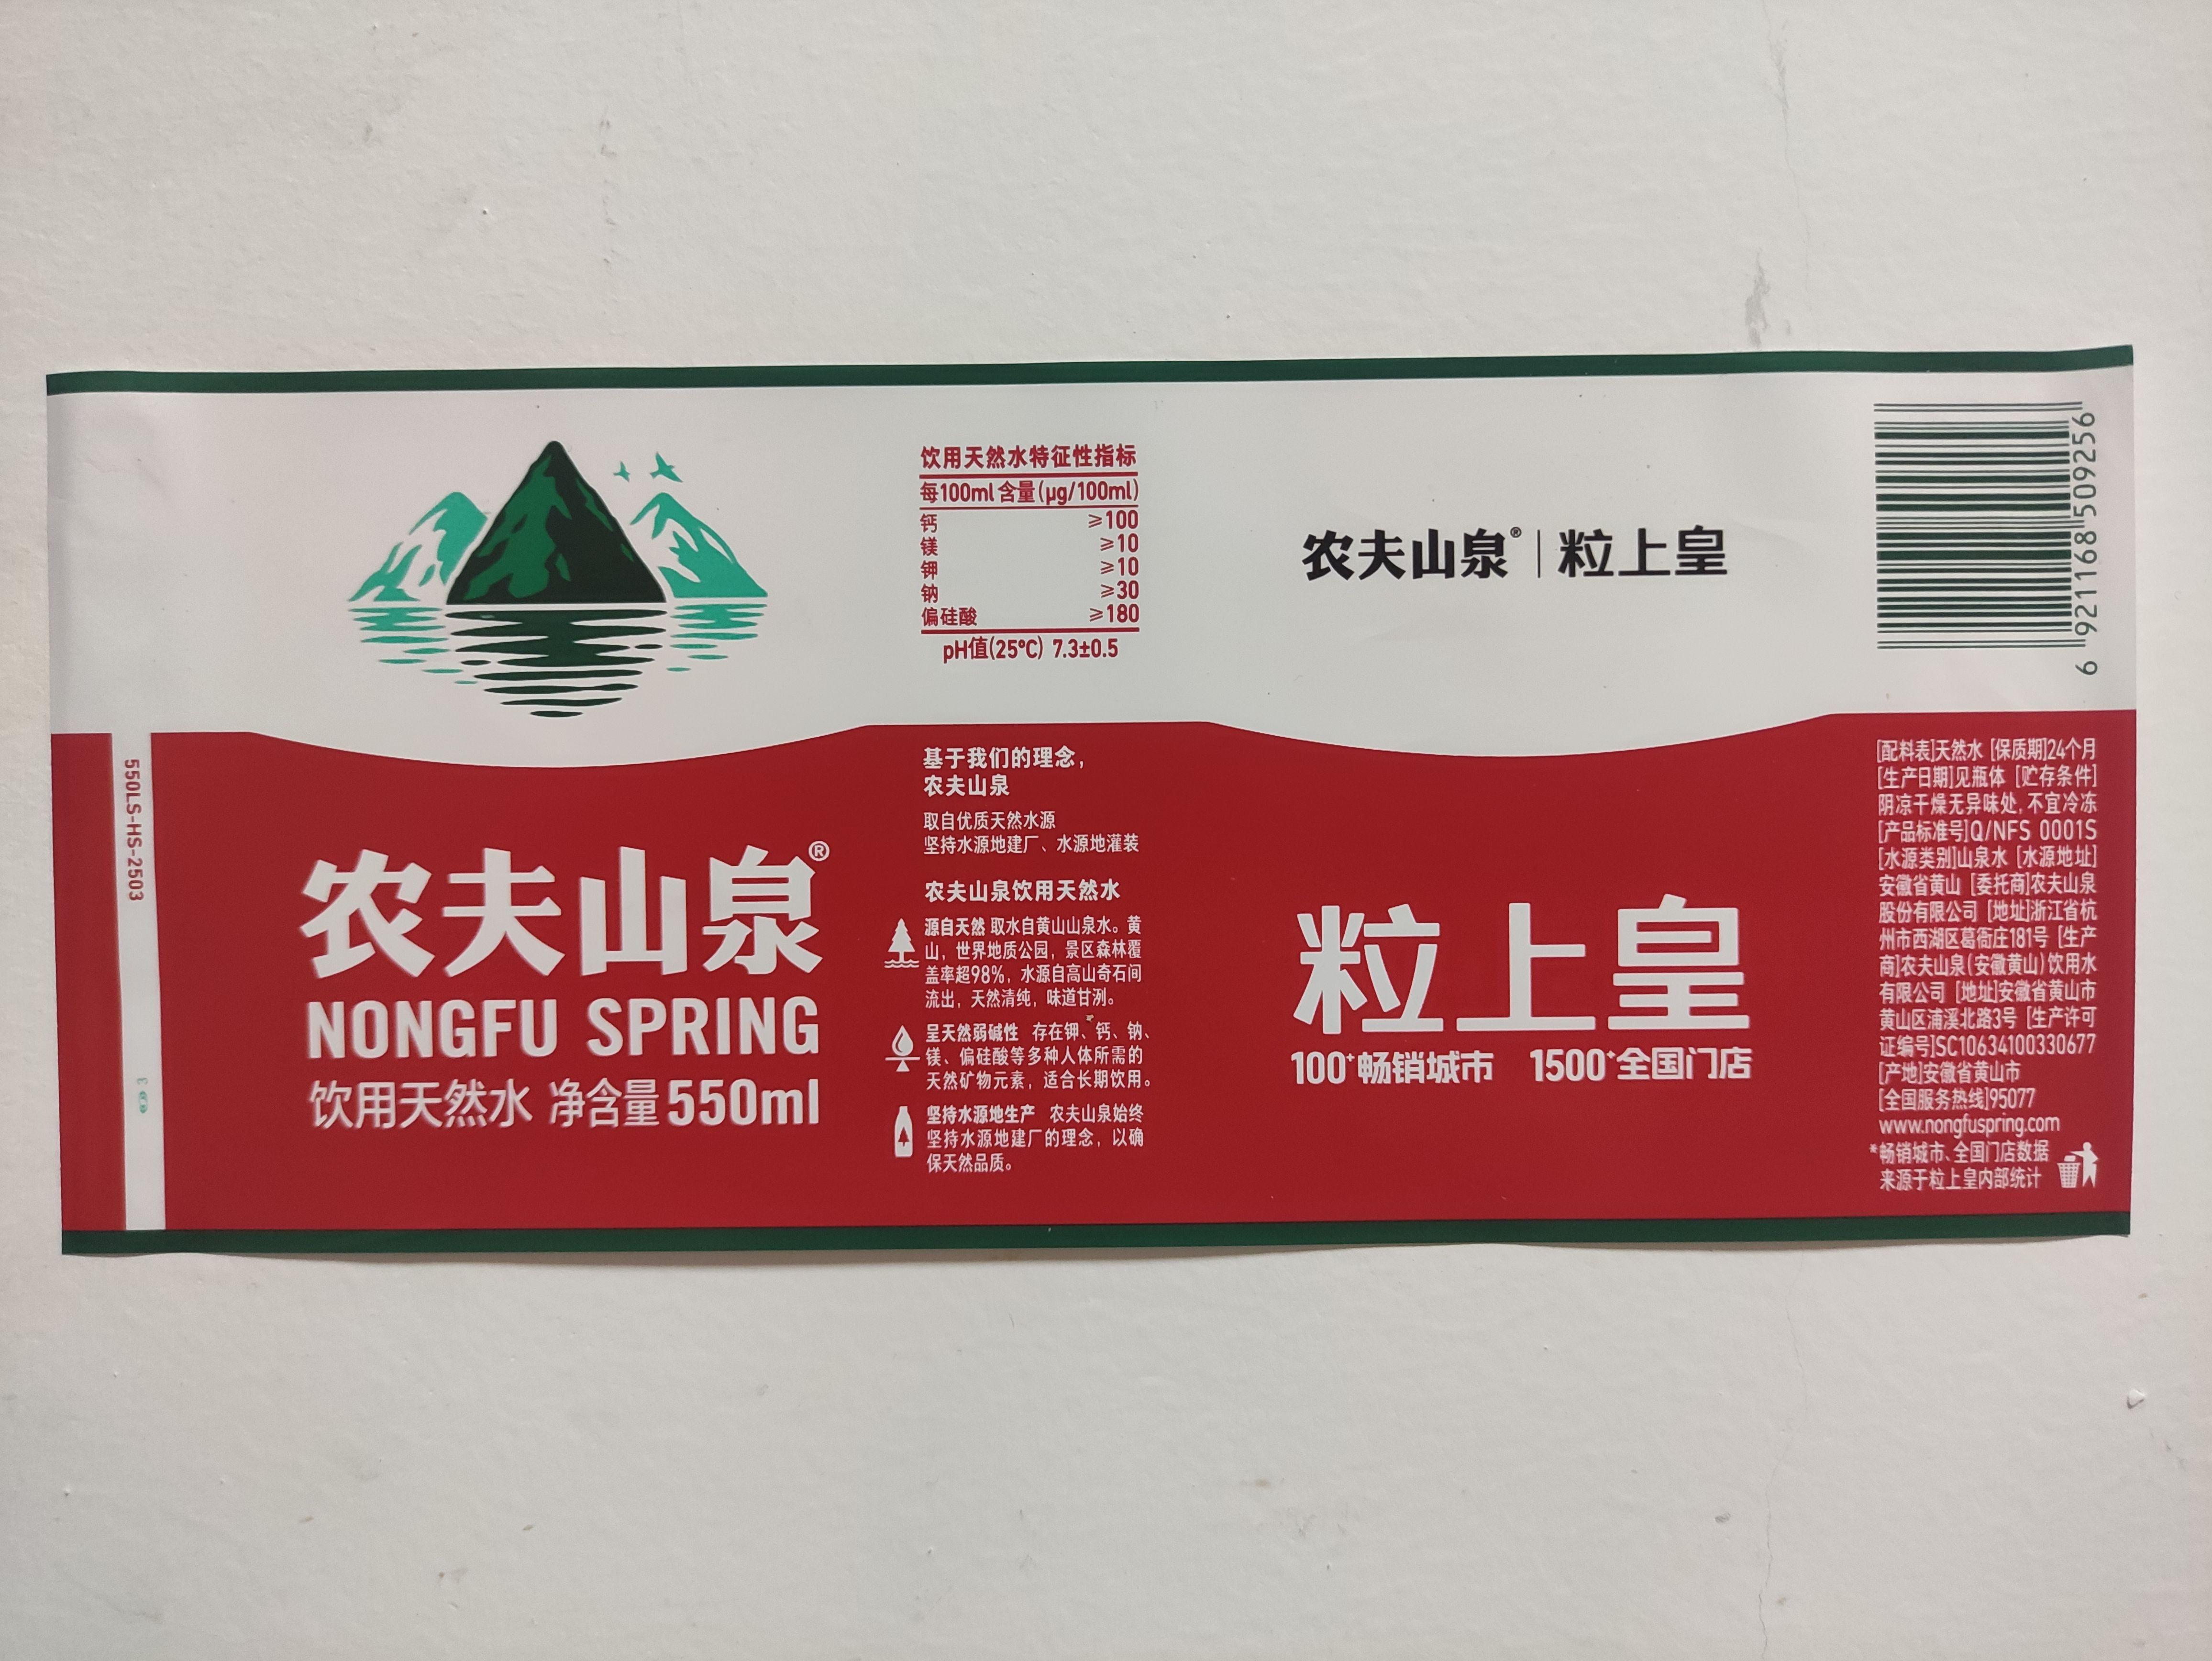 550LS-HS-2503
农夫山泉®
NONGFU SPRING
饮用天然水 净含量550ml
饮用天然水特征性指标
每100ml含量(μg/100ml)
钙 ≥100
镁 ≥10
钾 ≥10
钠 ≥30
偏硅酸 ≥180
pH值(25℃) 7.3±0.5
基于我们的理念，
农夫山泉
取自优质天然水源
坚持水源地建厂、水源地灌装
农夫山泉饮用天然水
源自天然 取水自黄山山泉水。黄
山，世界地质公园，景区森林覆
盖率超98%，水源自高山奇石间
流出，天然清纯，味道甘冽。
呈天然弱碱性 存在钾、钙、钠、
镁、偏硅酸等多种人体所需的
天然矿物元素，适合长期饮用。
坚持水源地生产 农夫山泉始终
坚持水源地建厂的理念，以确
保天然品质。
农夫山泉® | 粒上皇
粒上皇
100⁺畅销城市 1500⁺全国门店
6 921168 509256
[配料表]天然水 [保质期]24个月
[生产日期]见瓶体 [贮存条件]
阴凉干燥无异味处,不宜冷冻
[产品标准号]Q/NFS 0001S
[水源类别]山泉水 [水源地址]
安徽省黄山 [委托商]农夫山泉
股份有限公司 [地址]浙江省杭
州市西湖区葛衙庄181号 [生产
商]农夫山泉(安徽黄山)饮用水
有限公司 [地址]安徽省黄山市
黄山区浦溪北路3号 [生产许可
证编号]SC10634100330677
[产地]安徽省黄山市
[全国服务热线]95077
www.nongfuspring.com
*畅销城市、全国门店数据
来源于粒上皇内部统计